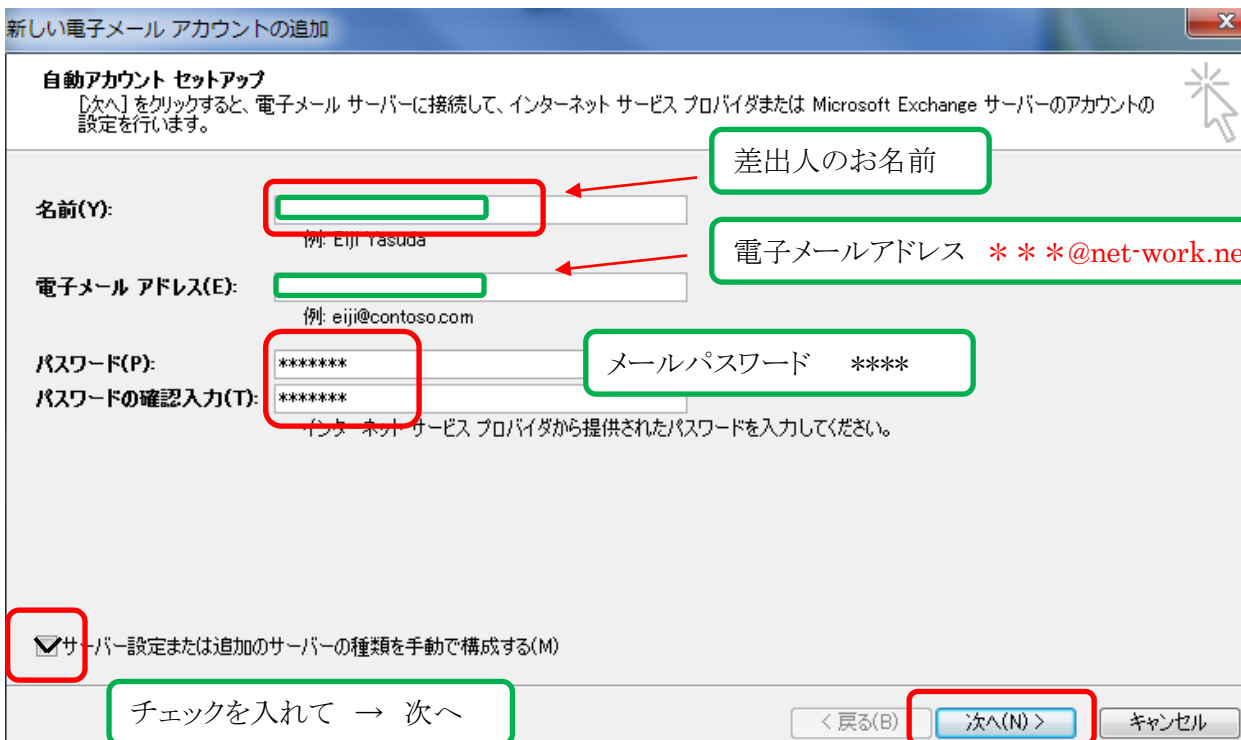 新しい電子メール アカウントの追加
自動アカウント セットアップ
[次へ] をクリックすると、電子メール サーバーに接続して、インターネット サービス プロバイダまたは Microsoft Exchange サーバーのアカウントの
設定を行います。
差出人のお名前
名前(Y):
例: Eiji Yasuda
電子メールアドレス ＊＊＊@net-work.ne
電子メール アドレス(E):
例: eiji@contoso.com
パスワード(P): *******
メールパスワード ****
パスワードの確認入力(T): *******
インターネット サービス プロバイダから提供されたパスワードを入力してください。
サーバー設定または追加のサーバーの種類を手動で構成する(M)
チェックを入れて → 次へ
< 戻る(B) 次へ(N) > キャンセル